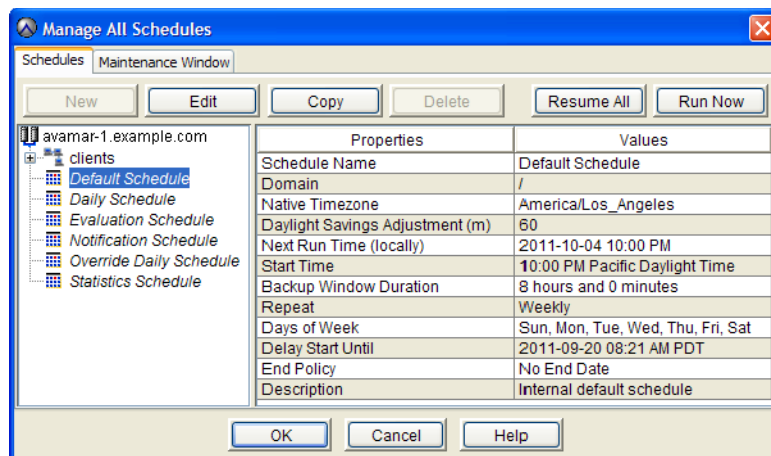 Manage All Schedules
Schedules Maintenance Window
New Edit Copy Delete Resume All Run Now
avamar-1.example.com
clients
Default Schedule
Daily Schedule
Evaluation Schedule
Notification Schedule
Override Daily Schedule
Statistics Schedule
Properties Values
Schedule Name Default Schedule
Domain /
Native Timezone America/Los_Angeles
Daylight Savings Adjustment (m) 60
Next Run Time (locally) 2011-10-04 10:00 PM
Start Time 10:00 PM Pacific Daylight Time
Backup Window Duration 8 hours and 0 minutes
Repeat Weekly
Days of Week Sun, Mon, Tue, Wed, Thu, Fri, Sat
Delay Start Until 2011-09-20 08:21 AM PDT
End Policy No End Date
Description Internal default schedule
OK Cancel Help